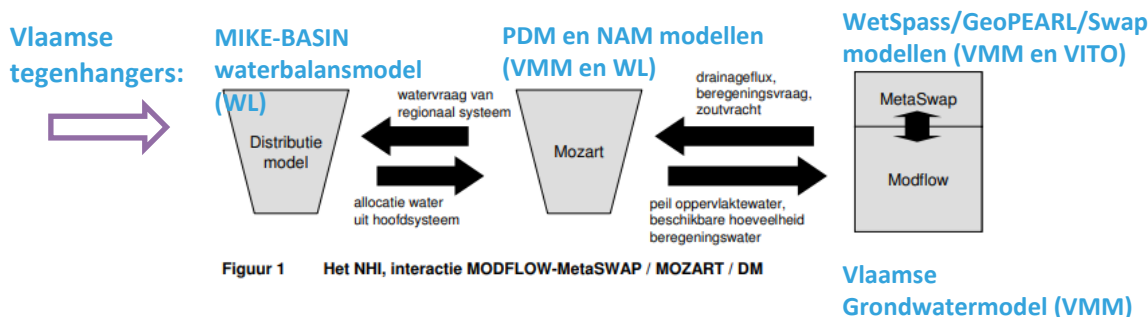 Vlaamse
tegenhangers:
MIKE-BASIN
waterbalansmodel
(WL)
PDM en NAM modellen
(VMM en WL)
WetSpass/GeoPEARL/Swap
modellen (VMM en VITO)
watervraag van
regionaal systeem
drainageflux,
beregeningsvraag,
zoutvracht
Distributie
model
Mozart
MetaSwap
Modflow
allocatie water
uit hoofdsysteem
peil oppervlaktewater,
beschikbare hoeveelheid
beregeningswater
Figuur 1 Het NHI, interactie MODFLOW-MetaSWAP / MOZART / DM
Vlaamse
Grondwatermodel (VMM)